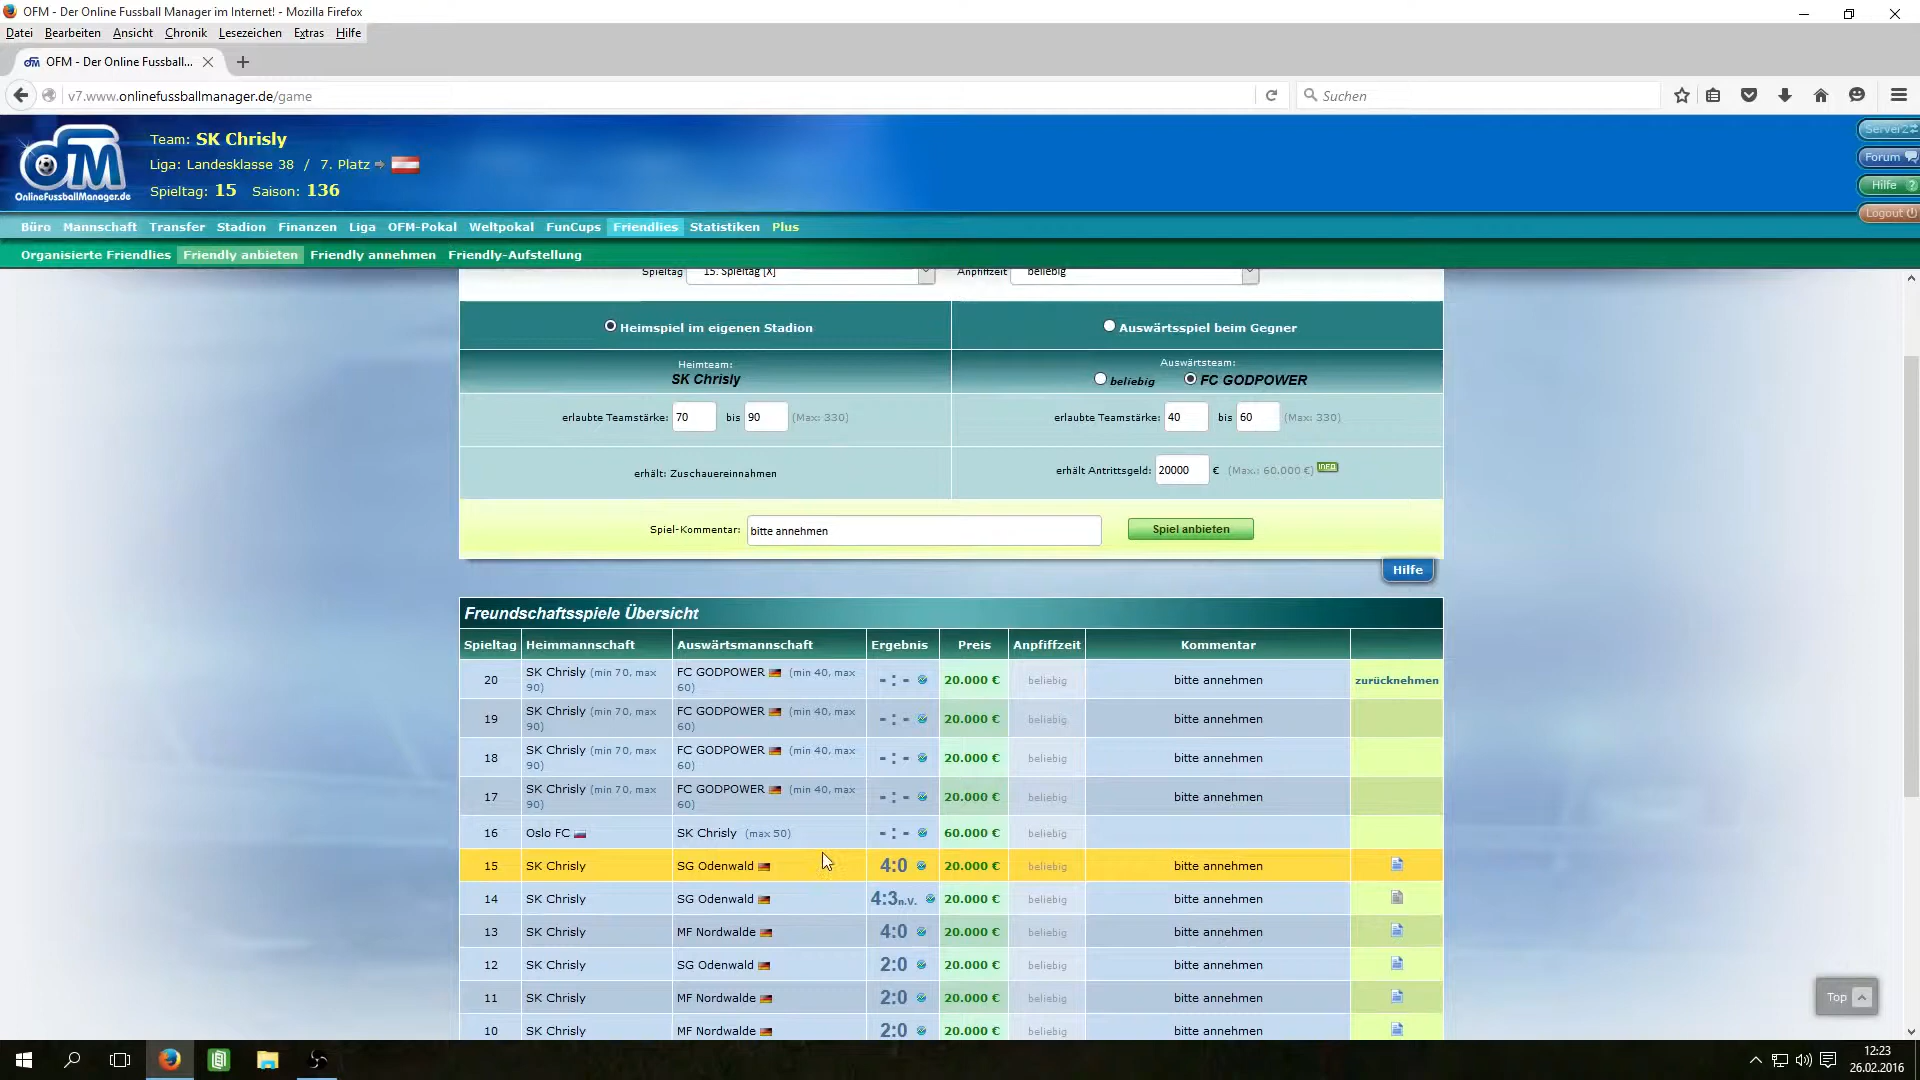 OFM - Der Online Fussball Manager im Internet! - Mozilla Firefox
Datei Bearbeiten Ansicht Chronik Lesezeichen Extras Hilfe
OFM - Der Online Fussball...
v7.www.onlinefussballmanager.de/game
Suchen
OFM
OnlineFussballManager.de
Team: SK Chrisly
Liga: Landesklasse 38 / 7. Platz
Spieltag: 15 Saison: 136
Server2
Forum
Hilfe ?
Logout
Büro Mannschaft Transfer Stadion Finanzen Liga OFM-Pokal Weltpokal FunCups Friendlies Statistiken Plus
Organisierte Friendlies Friendly anbieten Friendly annehmen Friendly-Aufstellung
Spieltag 15. Spieltag [X] Anpfiffzeit beliebig
Heimspiel im eigenen Stadion Auswärtsspiel beim Gegner
Heimteam: Auswärtsteam:
SK Chrisly beliebig FC GODPOWER
erlaubte Teamstärke: 70 bis 90 (Max: 330) erlaubte Teamstärke: 40 bis 60 (Max: 330)
erhält: Zuschauereinnahmen erhält Antrittsgeld: 20000 € (Max.: 60.000 €) INFO
Spiel-Kommentar: bitte annehmen Spiel anbieten
Hilfe
Freundschaftsspiele Übersicht
Spieltag Heimmannschaft Auswärtsmannschaft Ergebnis Preis Anpfiffzeit Kommentar
20 SK Chrisly (min 70, max 90) FC GODPOWER (min 40, max 60) - : - 20.000 € beliebig bitte annehmen zurücknehmen
19 SK Chrisly (min 70, max 90) FC GODPOWER (min 40, max 60) - : - 20.000 € beliebig bitte annehmen
18 SK Chrisly (min 70, max 90) FC GODPOWER (min 40, max 60) - : - 20.000 € beliebig bitte annehmen
17 SK Chrisly (min 70, max 90) FC GODPOWER (min 40, max 60) - : - 20.000 € beliebig bitte annehmen
16 Oslo FC SK Chrisly (max 50) - : - 60.000 € beliebig
15 SK Chrisly SG Odenwald 4:0 20.000 € beliebig bitte annehmen
14 SK Chrisly SG Odenwald 4:3n.V. 20.000 € beliebig bitte annehmen
13 SK Chrisly MF Nordwalde 4:0 20.000 € beliebig bitte annehmen
12 SK Chrisly SG Odenwald 2:0 20.000 € beliebig bitte annehmen
11 SK Chrisly MF Nordwalde 2:0 20.000 € beliebig bitte annehmen
10 SK Chrisly MF Nordwalde 2:0 20.000 € beliebig bitte annehmen
Top
12:23
26.02.2016